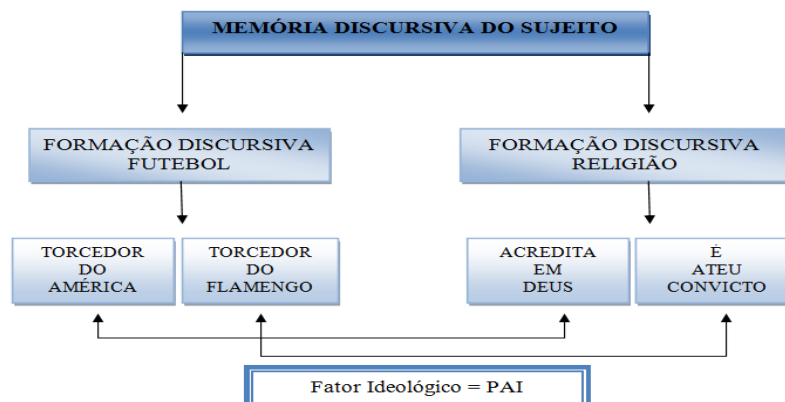 MEMÓRIA DISCURSIVA DO SUJEITO
FORMAÇÃO DISCURSIVA
FUTEBOL
FORMAÇÃO DISCURSIVA
RELIGIÃO
TORCEDOR
DO
AMÉRICA
TORCEDOR
DO
FLAMENGO
ACREDITA
EM
DEUS
É
ATEU
CONVICTO
Fator Ideológico = PAI